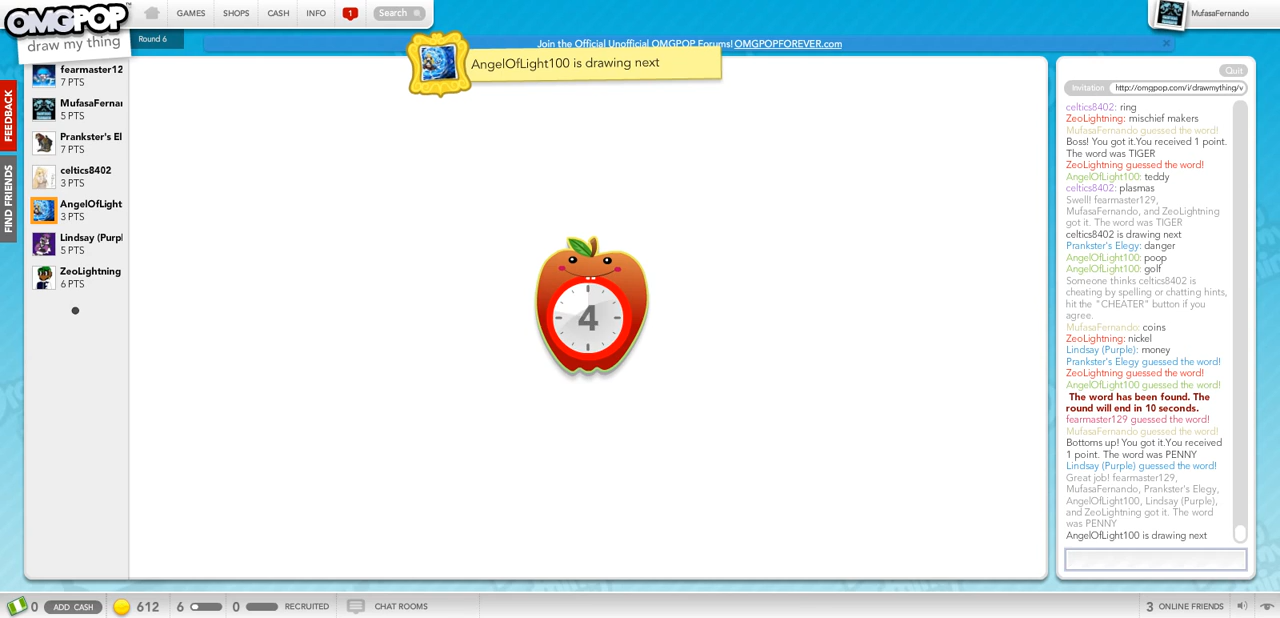 OMGPOP™
draw my thing
GAMES
SHOPS
CASH
INFO
1
Search
MufasaFernando
Round 6
Join the Official Unofficial OMGPOP Forums! OMGPOPFOREVER.com
AngelOfLight100 is drawing next
FEEDBACK
FIND FRIENDS
fearmaster12
7 PTS
MufasaFernan
5 PTS
Prankster's El
7 PTS
celtics8402
3 PTS
AngelOfLight
3 PTS
Lindsay (Purpl
5 PTS
ZeoLightning
6 PTS
4
Quit
Invitation http://omgpop.com/i/drawmything/v
celtics8402: ring
ZeoLightning: mischief makers
MufasaFernando guessed the word!
Boss! You got it.You received 1 point.
The word was TIGER
ZeoLightning guessed the word!
AngelOfLight100: teddy
celtics8402: plasmas
Swell! fearmaster129,
MufasaFernando, and ZeoLightning
got it. The word was TIGER
celtics8402 is drawing next
Prankster's Elegy: danger
AngelOfLight100: poop
AngelOfLight100: golf
Someone thinks celtics8402 is
cheating by spelling or chatting hints,
hit the "CHEATER" button if you
agree.
MufasaFernando: coins
ZeoLightning: nickel
Lindsay (Purple): money
Prankster's Elegy guessed the word!
ZeoLightning guessed the word!
AngelOfLight100 guessed the word!
The word has been found. The
round will end in 10 seconds.
fearmaster129 guessed the word!
MufasaFernando guessed the word!
Bottoms up! You got it.You received
1 point. The word was PENNY
Lindsay (Purple) guessed the word!
Great job! fearmaster129,
MufasaFernando, Prankster's Elegy,
AngelOfLight100, Lindsay (Purple),
and ZeoLightning got it. The word
was PENNY
AngelOfLight100 is drawing next
0
ADD CASH
612
6
0
RECRUITED
CHAT ROOMS
3 ONLINE FRIENDS